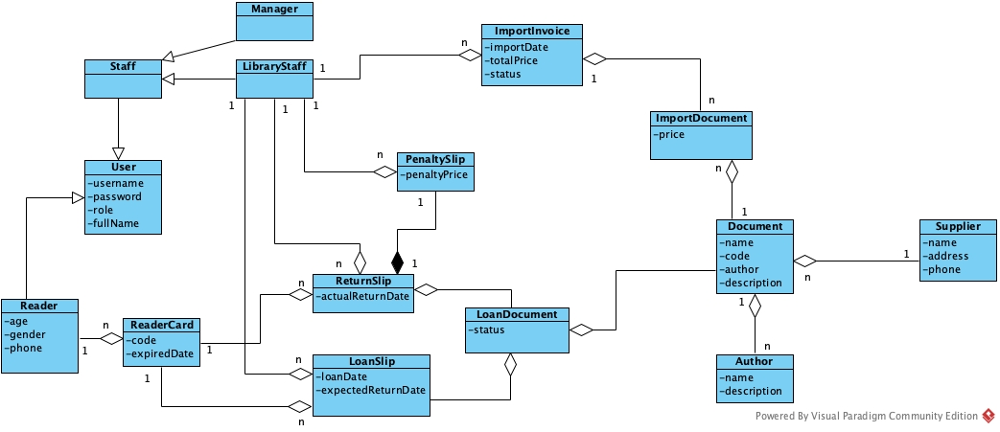 Manager
ImportInvoice
-importDate
-totalPrice
-status
n
1
Staff
LibraryStaff
1
1
1
1
n
ImportDocument
-price
n
1
PenaltySlip
-penaltyPrice
n
1
User
-username
-password
-role
-fullName
Document
-name
-code
-author
-description
n
1
Supplier
-name
-address
-phone
1
n
ReturnSlip
-actualReturnDate
n
1
Reader
-age
-gender
-phone
1
n
ReaderCard
-code
-expiredDate
1
1
LoanDocument
-status
LoanSlip
-loanDate
-expectedReturnDate
n
n
n
Author
-name
-description
Powered By Visual Paradigm Community Edition